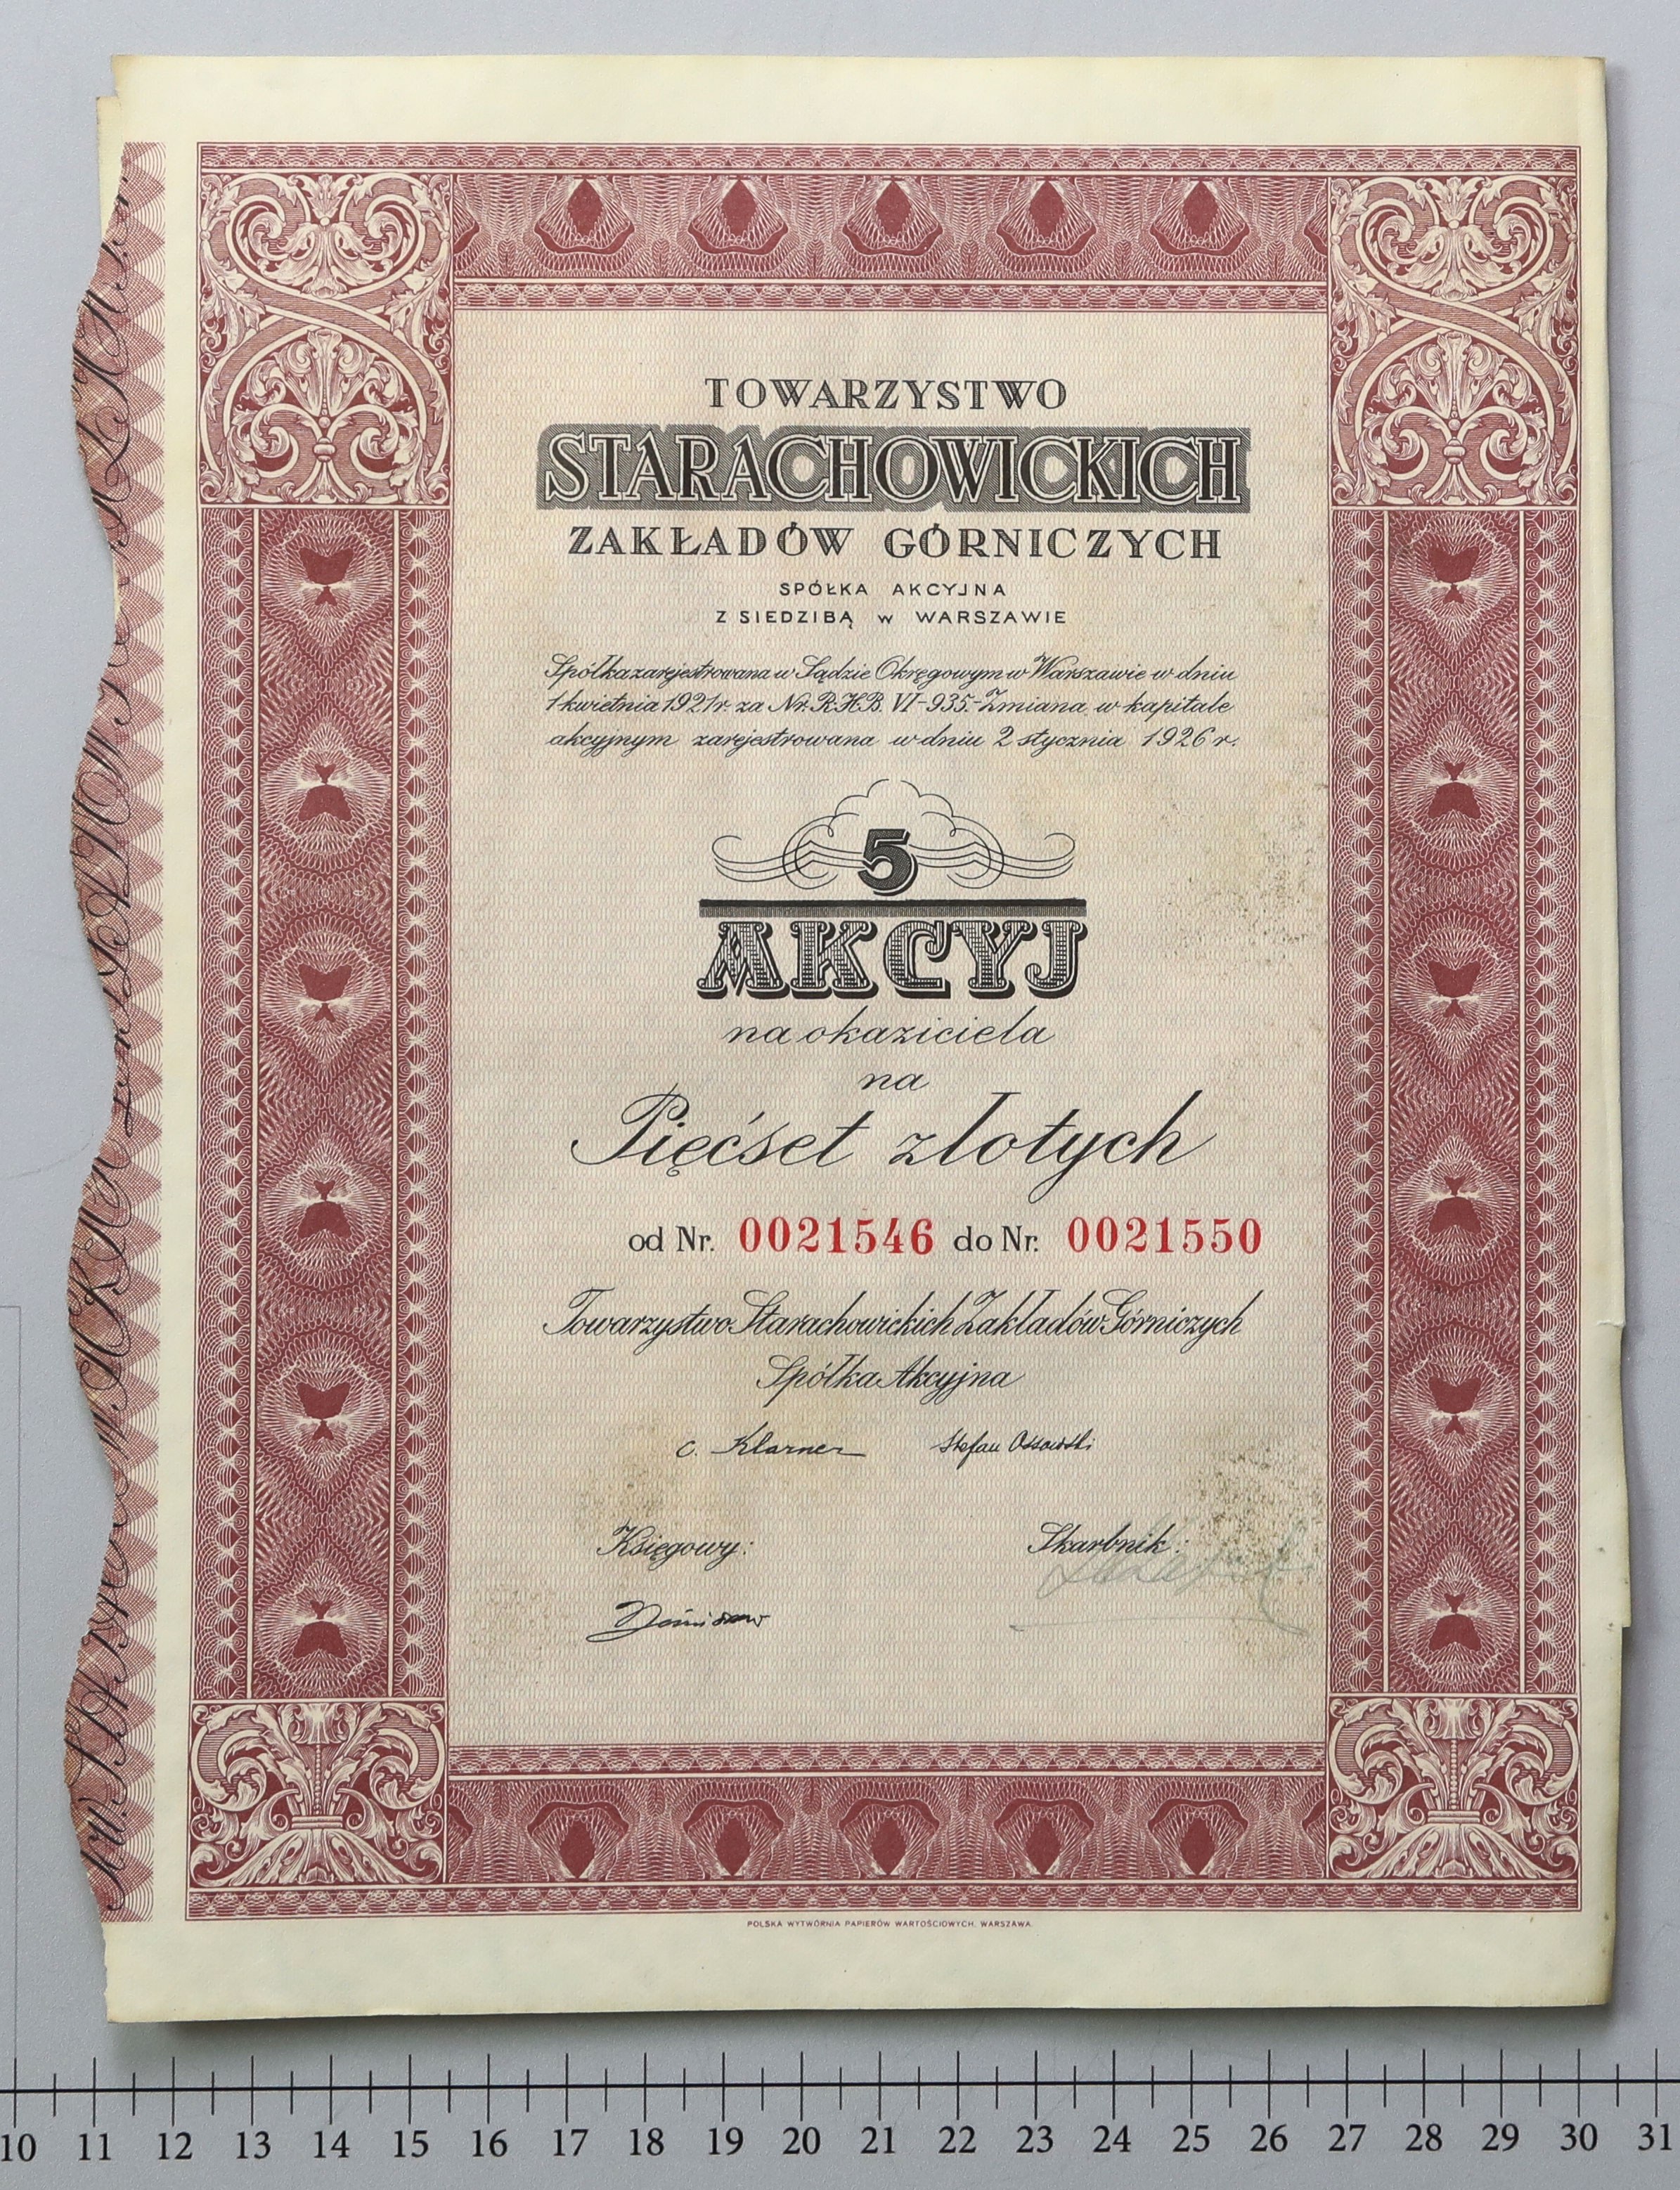 TOWARZYSTWO
STARACHOWICKICH
ZAKŁADÓW GÓRNICZYCH
SPÓŁKA AKCYJNA
Z SIEDZIBĄ w WARSZAWIE
Spółka zarejestrowana w Sądzie Okręgowym w Warszawie w dniu
1 kwietnia 1921 r. za Nr. R.H.B. VI-935.- Zmiana w kapitale
akcyjnym zarejestrowana w dniu 2 stycznia 1926 r.
5
AKCYJ
na okaziciela
na
Pięćset złotych
od Nr. 0021546 do Nr. 0021550
Towarzystwo Starachowickich Zakładów Górniczych
Spółka Akcyjna
C. Klarner Stefan Ossowski
Księgowy: Skarbnik:
POLSKA WYTWÓRNIA PAPIERÓW WARTOŚCIOWYCH, WARSZAWA.
10 11 12 13 14 15 16 17 18 19 20 21 22 23 24 25 26 27 28 29 30 31